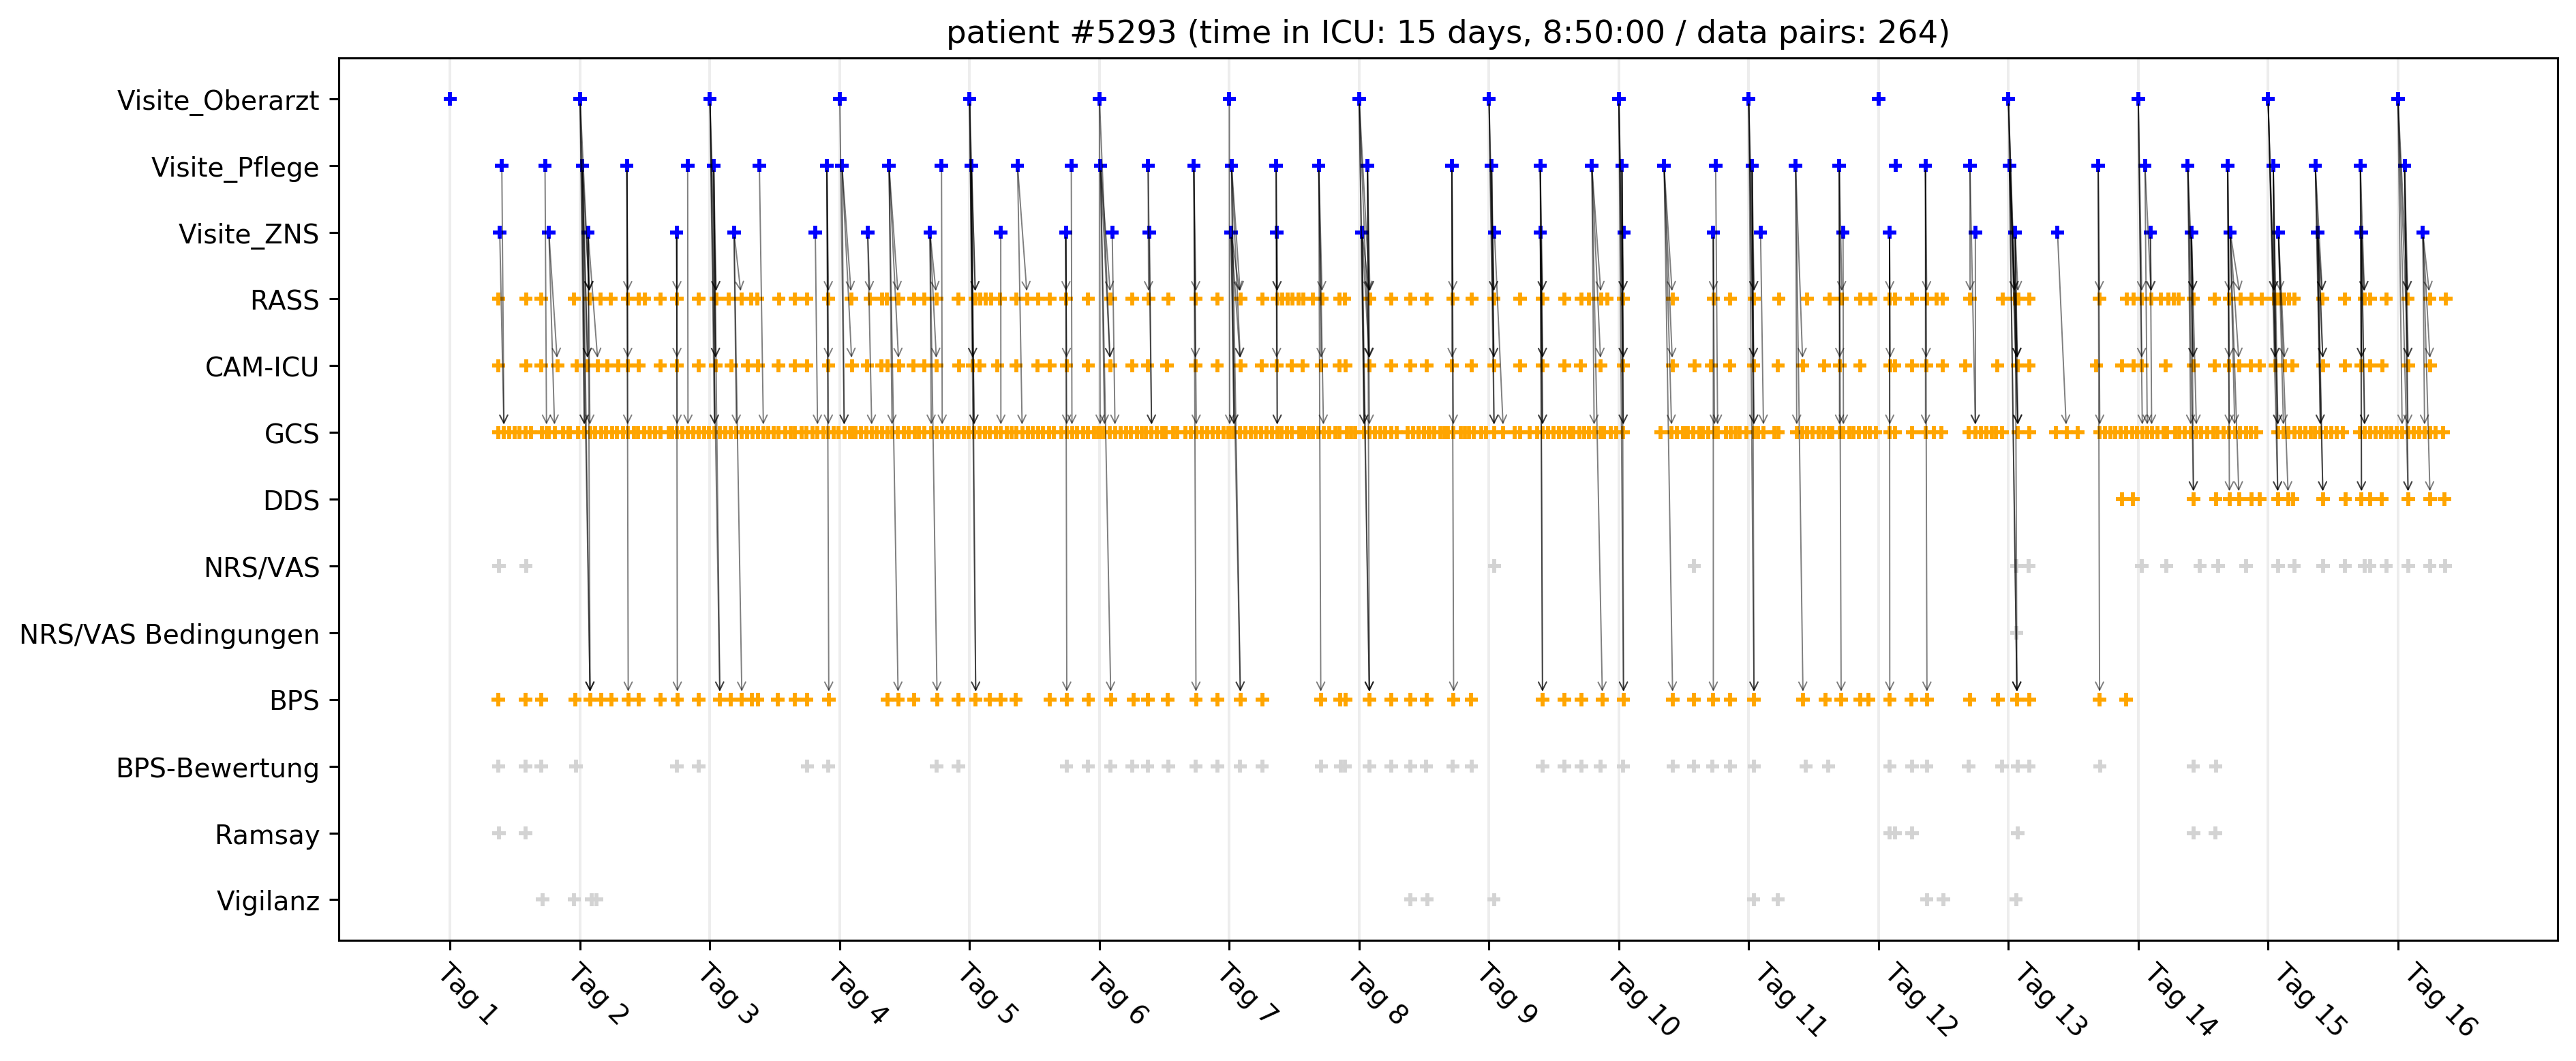 patient #5293 (time in ICU: 15 days, 8:50:00 / data pairs: 264)
Visite_Oberarzt
Visite_Pflege
Visite_ZNS
RASS
CAM-ICU
GCS
DDS
NRS/VAS
NRS/VAS Bedingungen
BPS
BPS-Bewertung
Ramsay
Vigilanz
Tag 1
Tag 2
Tag 3
Tag 4
Tag 5
Tag 6
Tag 7
Tag 8
Tag 9
Tag 10
Tag 11
Tag 12
Tag 13
Tag 14
Tag 15
Tag 16